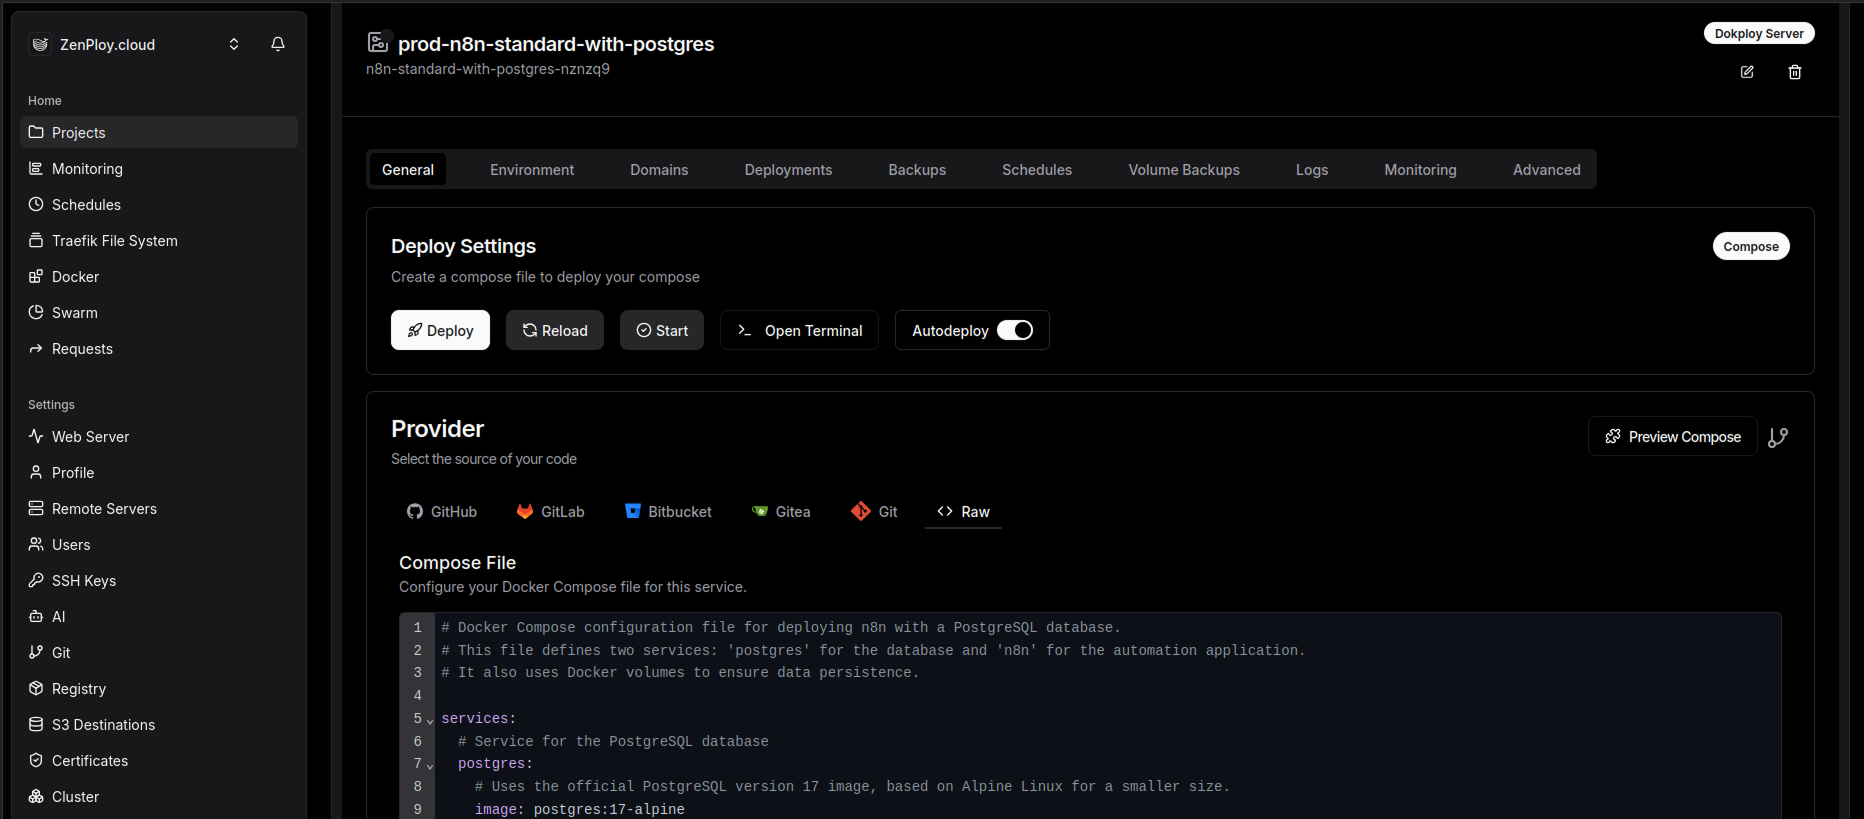 ZenPloy.cloud
Home
Projects
Monitoring
Schedules
Traefik File System
Docker
Swarm
Requests
Settings
Web Server
Profile
Remote Servers
Users
SSH Keys
AI
Git
Registry
S3 Destinations
Certificates
Cluster
prod-n8n-standard-with-postgres
n8n-standard-with-postgres-nznzq9
Dokploy Server
General Environment Domains Deployments Backups Schedules Volume Backups Logs Monitoring Advanced
Deploy Settings
Create a compose file to deploy your compose
Compose
Deploy Reload Start Open Terminal Autodeploy
Provider
Select the source of your code
Preview Compose
GitHub GitLab Bitbucket Gitea Git Raw
Compose File
Configure your Docker Compose file for this service.
1 # Docker Compose configuration file for deploying n8n with a PostgreSQL database.
2 # This file defines two services: 'postgres' for the database and 'n8n' for the automation application.
3 # It also uses Docker volumes to ensure data persistence.
4
5 services:
6 # Service for the PostgreSQL database
7 postgres:
8 # Uses the official PostgreSQL version 17 image, based on Alpine Linux for a smaller size.
9 image: postgres:17-alpine